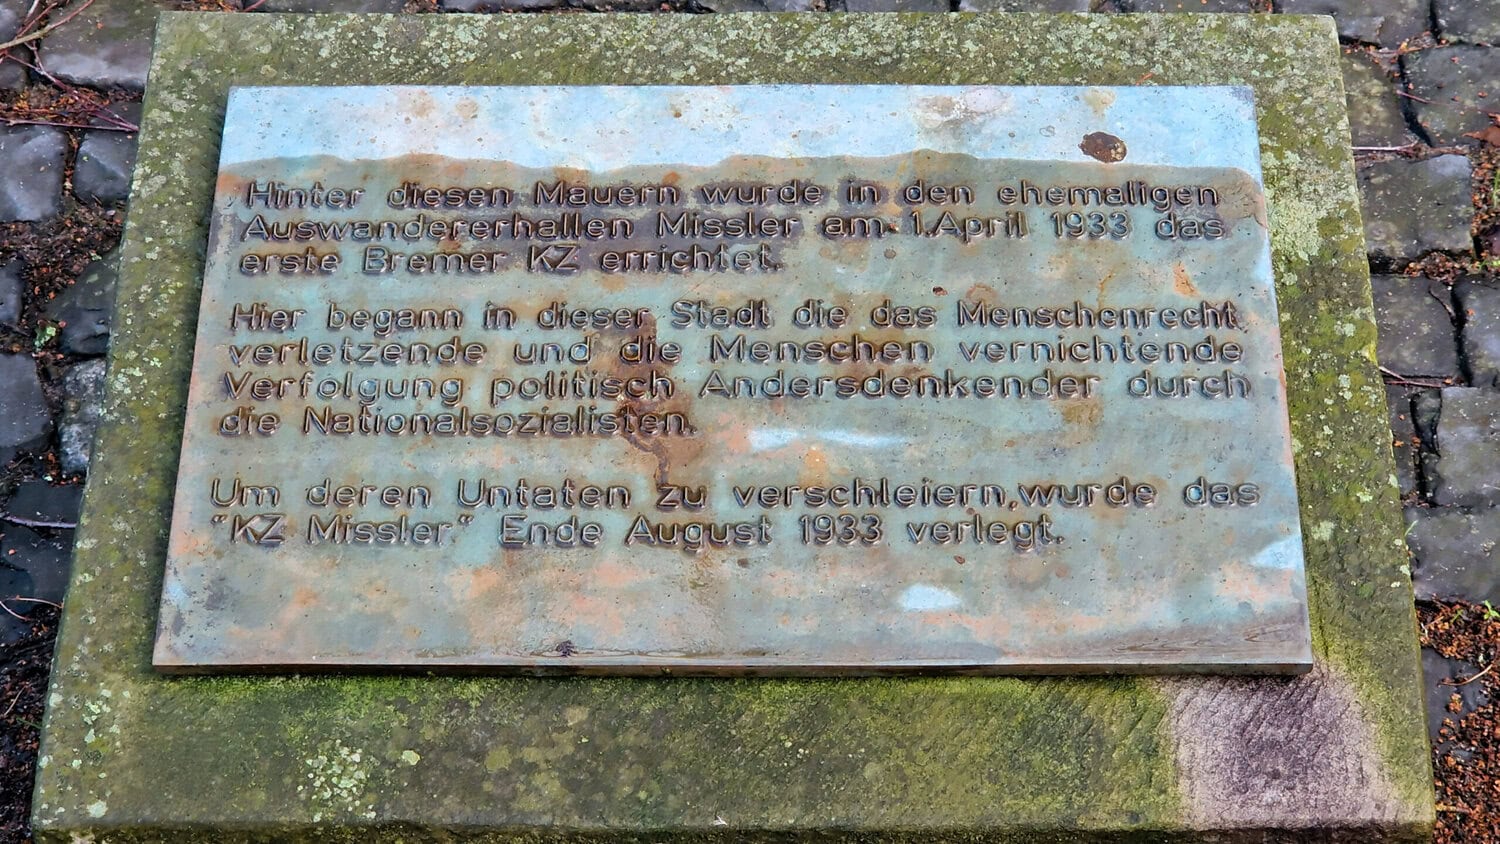 Hinter diesen Mauern wurde in den ehemaligen
Auswandererhallen Missler am 1.April 1933 das
erste Bremer KZ errichtet.
Hier begann in dieser Stadt die das Menschenrecht
verletzende und die Menschen vernichtende
Verfolgung politisch Andersdenkender durch
die Nationalsozialisten.
Um deren Untaten zu verschleiern,wurde das
"KZ Missler" Ende August 1933 verlegt.